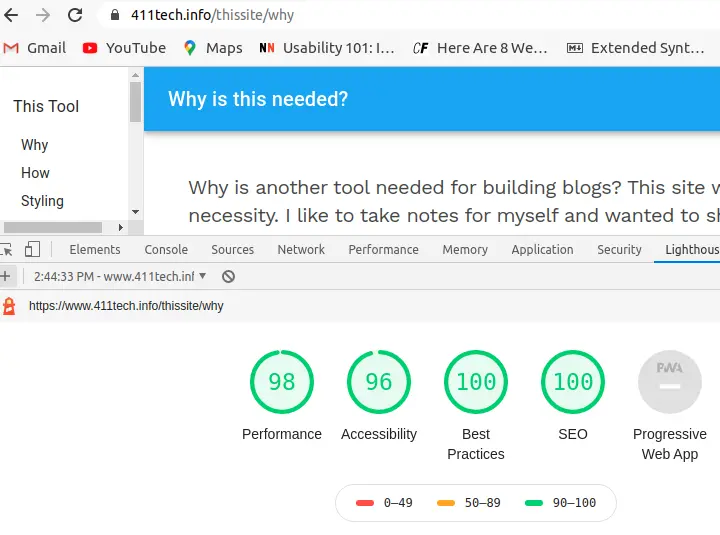 411tech.info/thissite/why
Gmail YouTube Maps NN Usability 101: I… CF Here Are 8 We… Extended Synt…
This Tool
Why is this needed?
Why
How
Styling
Why is another tool needed for building blogs? This site w
necessity. I like to take notes for myself and wanted to sh
Elements Console Sources Network Performance Memory Application Security Lighthous
2:44:33 PM - www.411tech.inf
https://www.411tech.info/thissite/why
98 96 100 100 PWA
Performance Accessibility Best Practices SEO Progressive Web App
0–49 50–89 90–100